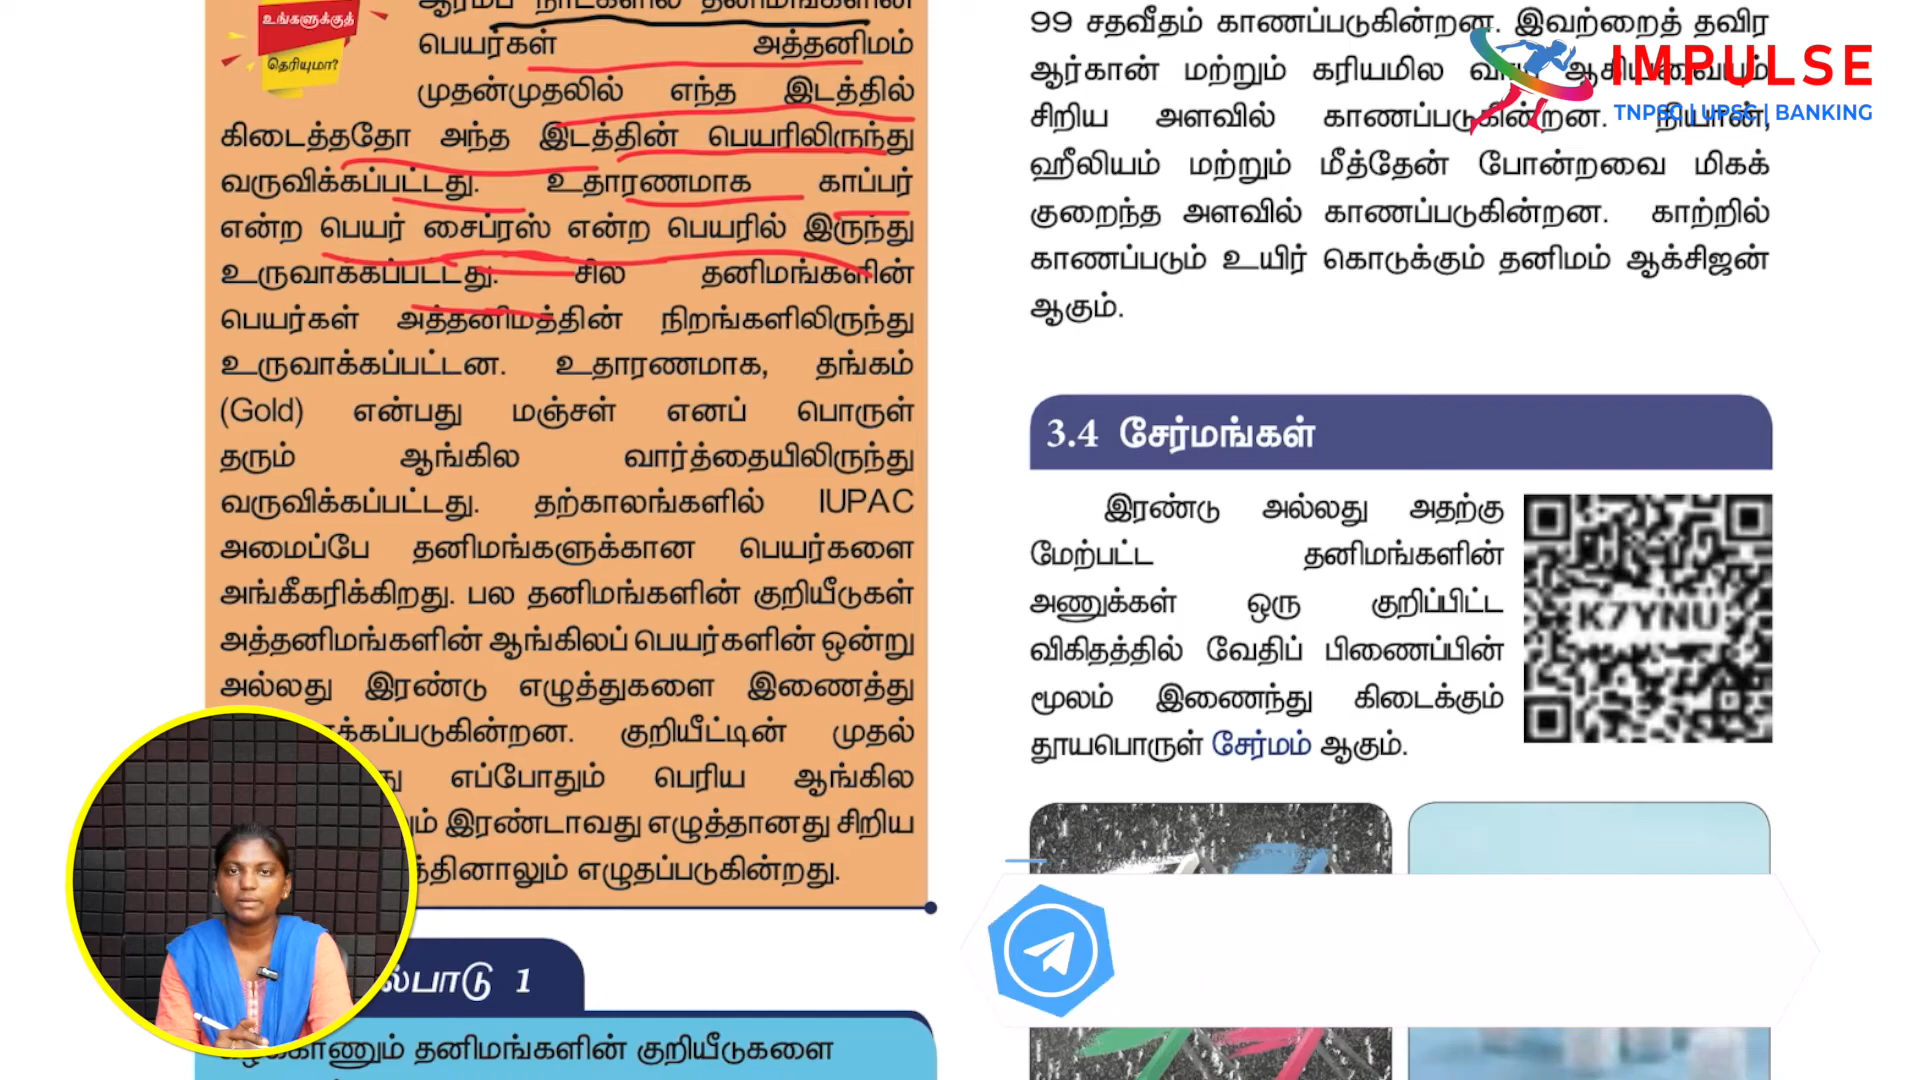 உங்களுக்குத்
தெரியுமா?
ஆரம்ப நாட்களில் தனிமங்களின்
பெயர்கள் அத்தனிமம்
முதன்முதலில் எந்த இடத்தில்
கிடைத்ததோ அந்த இடத்தின் பெயரிலிருந்து
வருவிக்கப்பட்டது. உதாரணமாக காப்பர்
என்ற பெயர் சைப்ரஸ் என்ற பெயரில் இருந்து
உருவாக்கப்பட்டது. சில தனிமங்களின்
பெயர்கள் அத்தனிமத்தின் நிறங்களிலிருந்து
உருவாக்கப்பட்டன. உதாரணமாக, தங்கம்
(Gold) என்பது மஞ்சள் எனப் பொருள்
தரும் ஆங்கில வார்த்தையிலிருந்து
வருவிக்கப்பட்டது. தற்காலங்களில் IUPAC
அமைப்பே தனிமங்களுக்கான பெயர்களை
அங்கீகரிக்கிறது. பல தனிமங்களின் குறியீடுகள்
அத்தனிமங்களின் ஆங்கிலப் பெயர்களின் ஒன்று
அல்லது இரண்டு எழுத்துகளை இணைத்து
குறியீட்டின் முதல்
எப்போதும் பெரிய ஆங்கில
இரண்டாவது எழுத்தானது சிறிய
எழுதப்படுகின்றது.
1
தனிமங்களின் குறியீடுகளை
99 சதவீதம் காணப்படுகின்றன. இவற்றைத் தவிர
ஆர்கான் மற்றும் கரியமில வாயு ஆகியவையும்
சிறிய அளவில் காணப்படுகின்றன. நியான்,
ஹீலியம் மற்றும் மீத்தேன் போன்றவை மிகக்
குறைந்த அளவில் காணப்படுகின்றன. காற்றில்
காணப்படும் உயிர் கொடுக்கும் தனிமம் ஆக்சிஜன்
ஆகும்.
3.4 சேர்மங்கள்
இரண்டு அல்லது அதற்கு
மேற்பட்ட தனிமங்களின்
அணுக்கள் ஒரு குறிப்பிட்ட
விகிதத்தில் வேதிப் பிணைப்பின்
மூலம் இணைந்து கிடைக்கும்
தூயபொருள் சேர்மம் ஆகும்.
K7YNU
IMPULSE
TNPSC | UPSC | BANKING